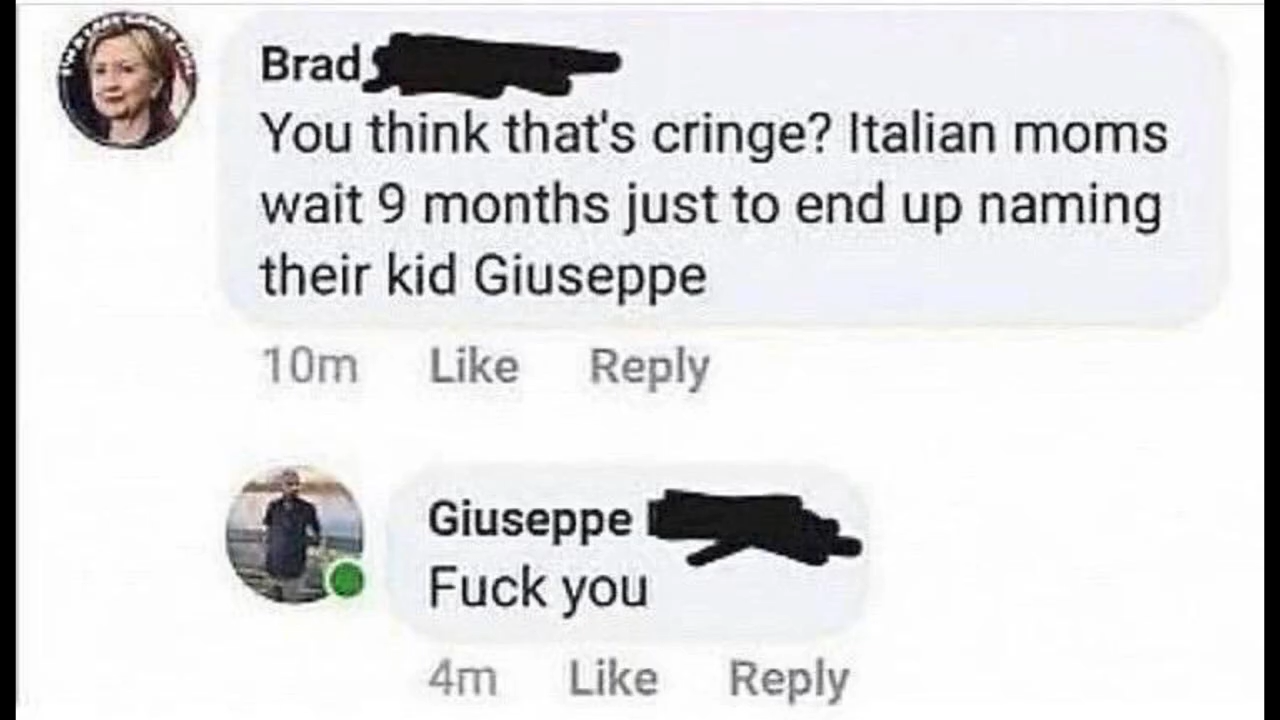 Brad
You think that's cringe? Italian moms
wait 9 months just to end up naming
their kid Giuseppe
10m Like Reply
Giuseppe
Fuck you
4m Like Reply